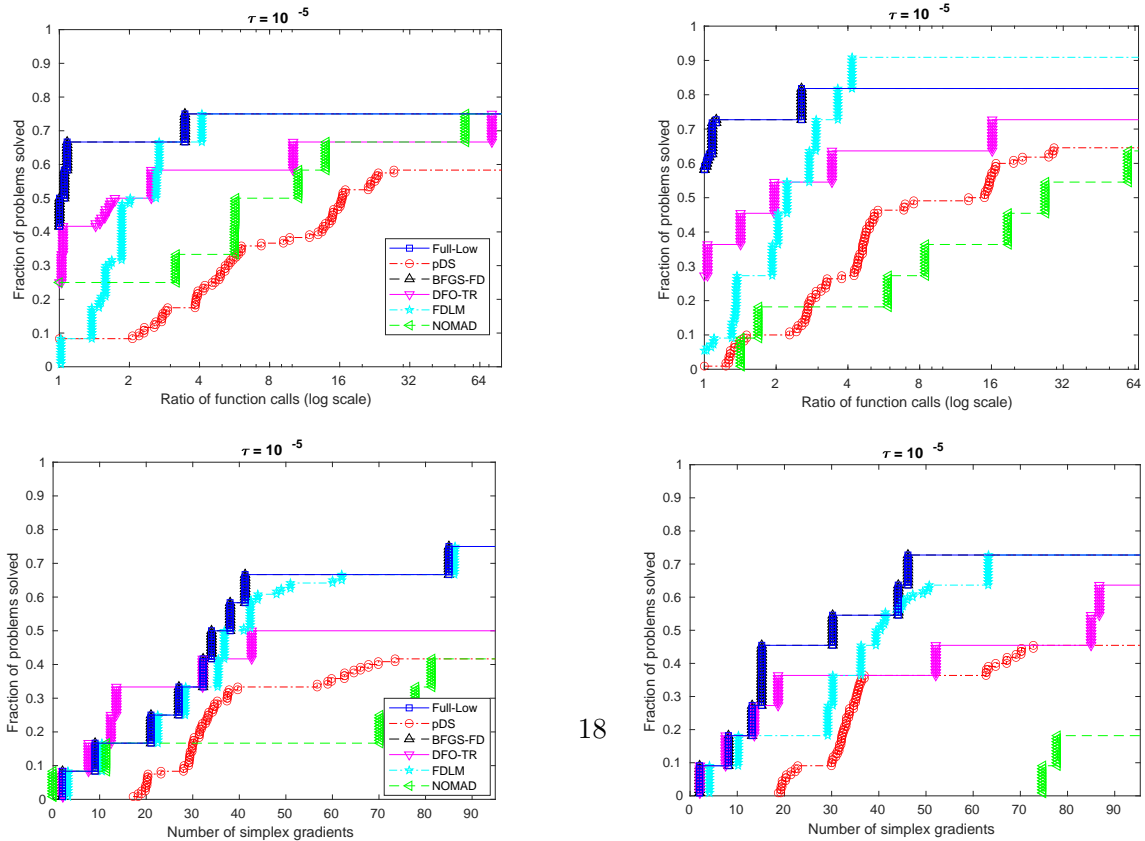 τ = 10 -5
1
0.9
0.8
0.7
0.6
0.5
0.4
0.3
0.2
0.1
0
Fraction of problems solved
1 2 4 8 16 32 64
Ratio of function calls (log scale)
Full-Low
pDS
BFGS-FD
DFO-TR
FDLM
NOMAD
τ = 10 -5
1
0.9
0.8
0.7
0.6
0.5
0.4
0.3
0.2
0.1
0
Fraction of problems solved
1 2 4 8 16 32 64
Ratio of function calls (log scale)
τ = 10 -5
1
0.9
0.8
0.7
0.6
0.5
0.4
0.3
0.2
0.1
0
Fraction of problems solved
0 10 20 30 40 50 60 70 80 90
Number of simplex gradients
Full-Low
pDS
BFGS-FD
DFO-TR
FDLM
NOMAD
18
τ = 10 -5
1
0.9
0.8
0.7
0.6
0.5
0.4
0.3
0.2
0.1
0
Fraction of problems solved
0 10 20 30 40 50 60 70 80 90
Number of simplex gradients